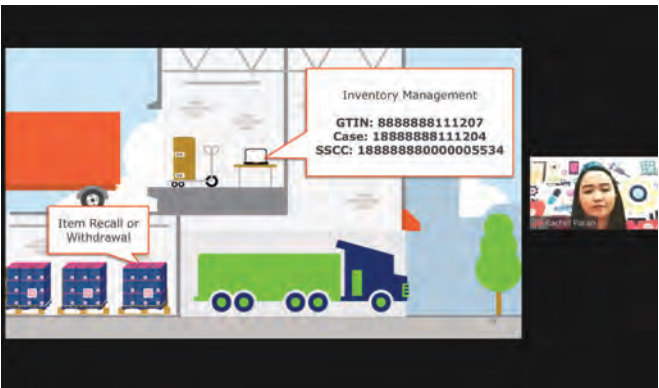 Inventory Management
GTIN: 8888888111207
Case: 18888888111204
SSCC: 188888880000005534
Item Recall or
Withdrawal
Rachel Paran